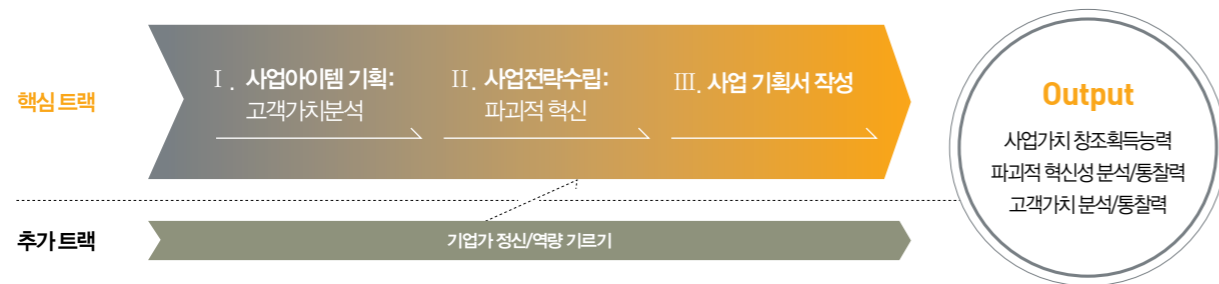 핵심 트랙
Ⅰ. 사업아이템 기획:
고객가치분석
Ⅱ. 사업전략수립:
파괴적 혁신
Ⅲ. 사업 기획서 작성
Output
사업가치 창조획득능력
파괴적 혁신성 분석/통찰력
고객가치 분석/통찰력
추가 트랙
기업가 정신/역량 기르기